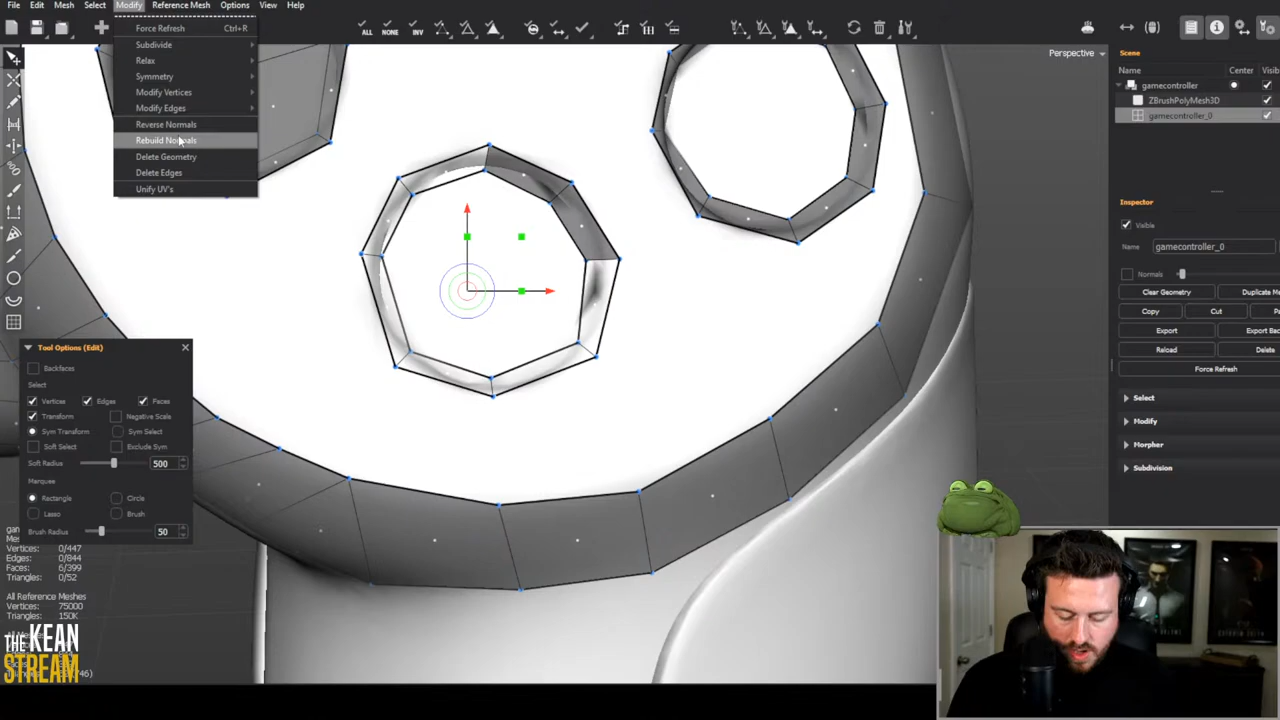 File Edit Mesh Select Modify Reference Mesh Options View Help
ALL NONE INV
Force Refresh Ctrl+R
Subdivide
Relax
Symmetry
Modify Vertices
Modify Edges
Reverse Normals
Rebuild Normals
Delete Geometry
Delete Edges
Unify UV's
Perspective
Scene
Name Center Visib
gamecontroller
ZBrushPolyMesh3D
gamecontroller_0
Inspector
Visible
Name gamecontroller_0
Normals
Clear Geometry Duplicate Me
Copy Cut Pa
Export Export Bac
Reload Delete
Force Refresh
Select
Modify
Morpher
Subdivision
Tool Options (Edit)
Backfaces
Select
Vertices Edges Faces
Transform Negative Scale
Sym Transform Sym Select
Soft Select Exclude Sym
Soft Radius 500
Marquee
Rectangle Circle
Lasso Brush
Brush Radius 50
Vertices: 0/447
Edges: 0/844
Faces: 6/399
Triangles: 0/52
All Reference Meshes
Vertices: 75000
Triangles: 150K
THE KEAN
STREAM